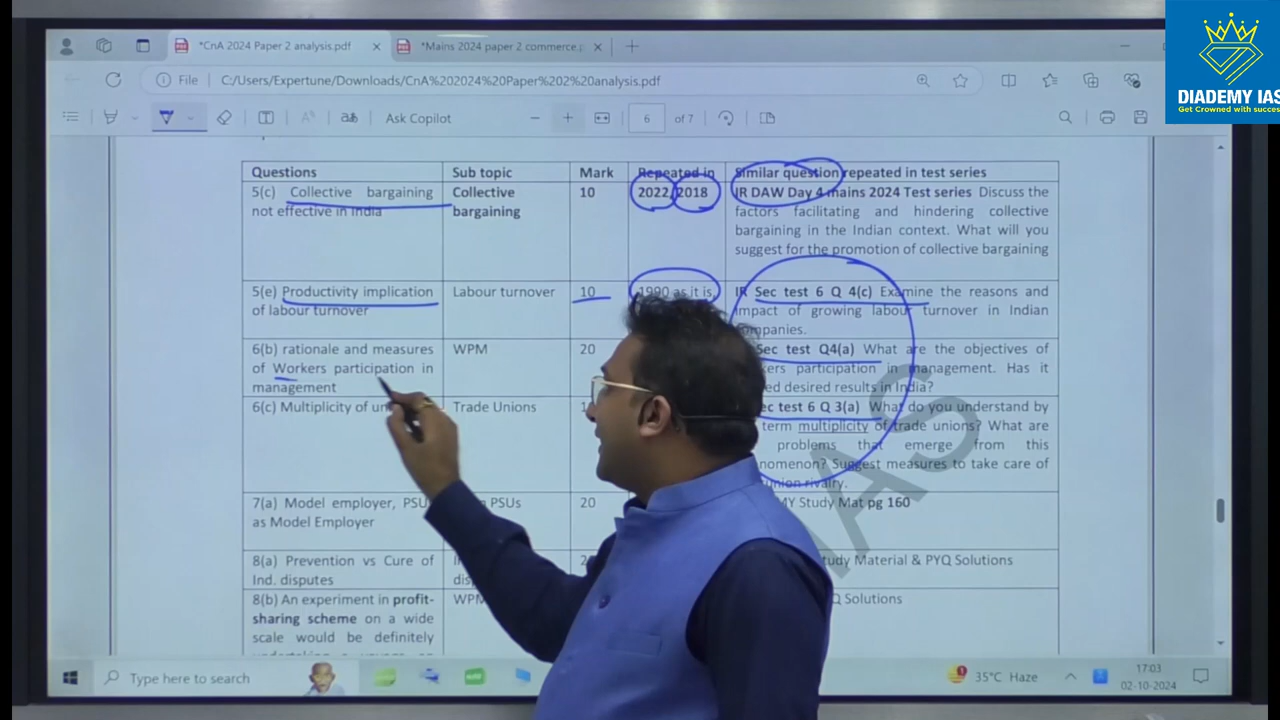 DIADEMY IAS
Get Crowned with success
*CnA 2024 Paper 2 analysis.pdf
*Mains 2024 paper 2 commerce.p
File
C:/Users/Expertune/Downloads/CnA%202024%20Paper%202%20analysis.pdf
Ask Copilot
6
of 7
Questions Sub topic Mark Repeated in Similar question repeated in test series
5(c) Collective bargaining
not effective in India
Collective
bargaining
10
2022, 2018
IR DAW Day 4 mains 2024 Test series Discuss the
factors facilitating and hindering collective
bargaining in the Indian context. What will you
suggest for the promotion of collective bargaining
5(e) Productivity implication
of labour turnover
Labour turnover
10
1990 as it is
IR Sec test 6 Q 4(c) Examine the reasons and
impact of growing labour turnover in Indian
companies.
6(b) rationale and measures
of Workers participation in
management
WPM
20
Sec test Q4(a) What are the objectives of
participation in management. Has it
desired results in India?
6(c) Multiplicity of
Trade Unions
test 6 Q 3(a) What do you understand by
term multiplicity of trade unions? What are
problems that emerge from this
Suggest measures to take care of
union rivalry.
7(a) Model employer, PSU
as Model Employer
PSUs
20
Study Mat pg 160
8(a) Prevention vs Cure of
Ind. disputes
Material & PYQ Solutions
8(b) An experiment in profit-
sharing scheme on a wide
scale would be definitely
WPM
Solutions
IAS
Type here to search
35°C Haze
17:03
02-10-2024